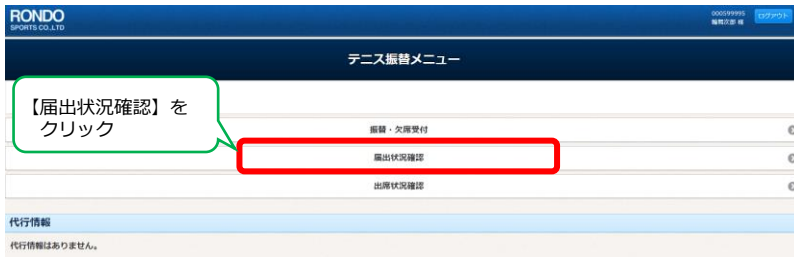 RONDO
SPORTS CO.,LTD
000599995
ログアウト
テニス振替メニュー
【届出状況確認】を
クリック
振替・欠席受付
届出状況確認
出席状況確認
代行情報
代行情報はありません。